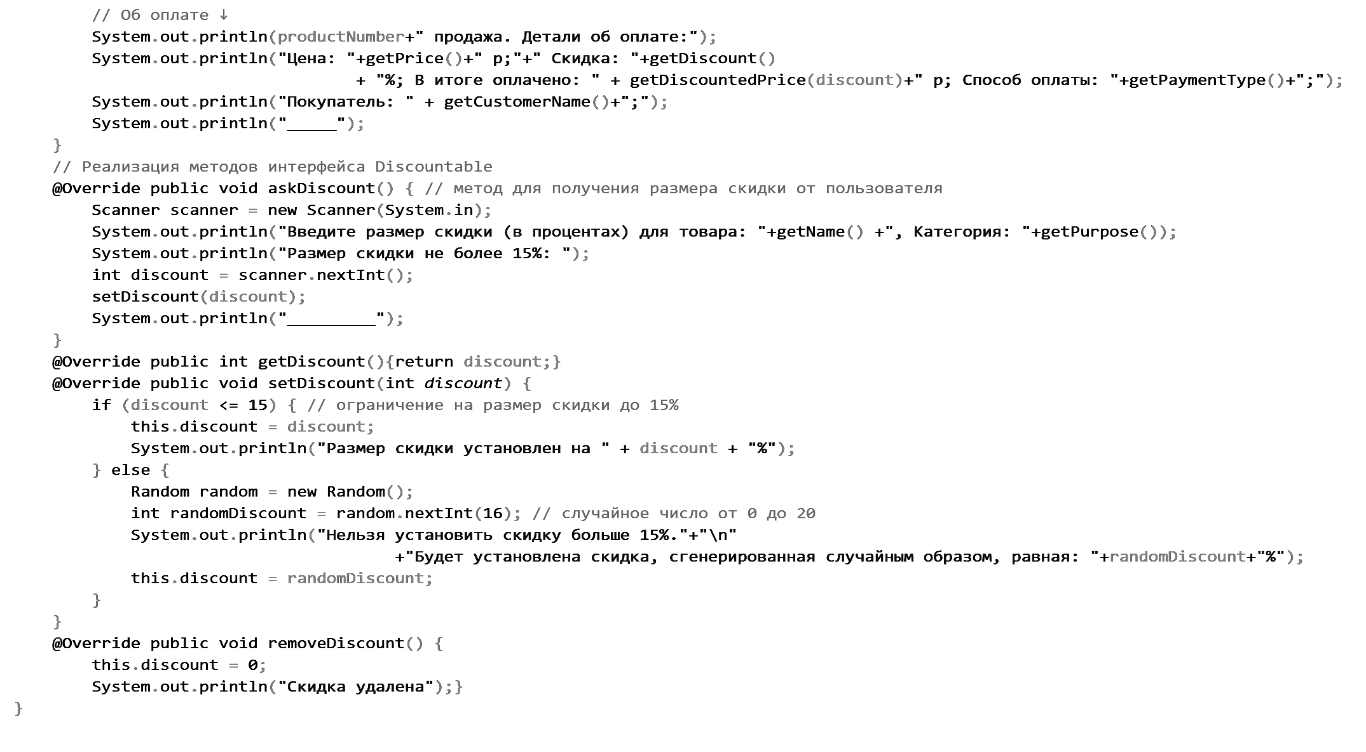 // Об оплате ↓
System.out.println(productNumber+" продажа. Детали об оплате:");
System.out.println("Цена: "+getPrice()+" р;"+" Скидка: "+getDiscount()
+ "%; В итоге оплачено: " + getDiscountedPrice(discount)+" р; Способ оплаты: "+getPaymentType()+";");
System.out.println("Покупатель: " + getCustomerName()+";");
System.out.println("_____");
}
// Реализация методов интерфейса Discountable
@Override public void askDiscount() { // метод для получения размера скидки от пользователя
Scanner scanner = new Scanner(System.in);
System.out.println("Введите размер скидки (в процентах) для товара: "+getName() +", Категория: "+getPurpose());
System.out.println("Размер скидки не более 15%: ");
int discount = scanner.nextInt();
setDiscount(discount);
System.out.println("_________");
}
@Override public int getDiscount(){return discount;}
@Override public void setDiscount(int discount) {
if (discount <= 15) { // ограничение на размер скидки до 15%
this.discount = discount;
System.out.println("Размер скидки установлен на " + discount + "%");
} else {
Random random = new Random();
int randomDiscount = random.nextInt(16); // случайное число от 0 до 20
System.out.println("Нельзя установить скидку больше 15%."+"\n"
+"Будет установлена скидка, сгенерированная случайным образом, равная: "+randomDiscount+"%");
this.discount = randomDiscount;
}
}
@Override public void removeDiscount() {
this.discount = 0;
System.out.println("Скидка удалена");}
}